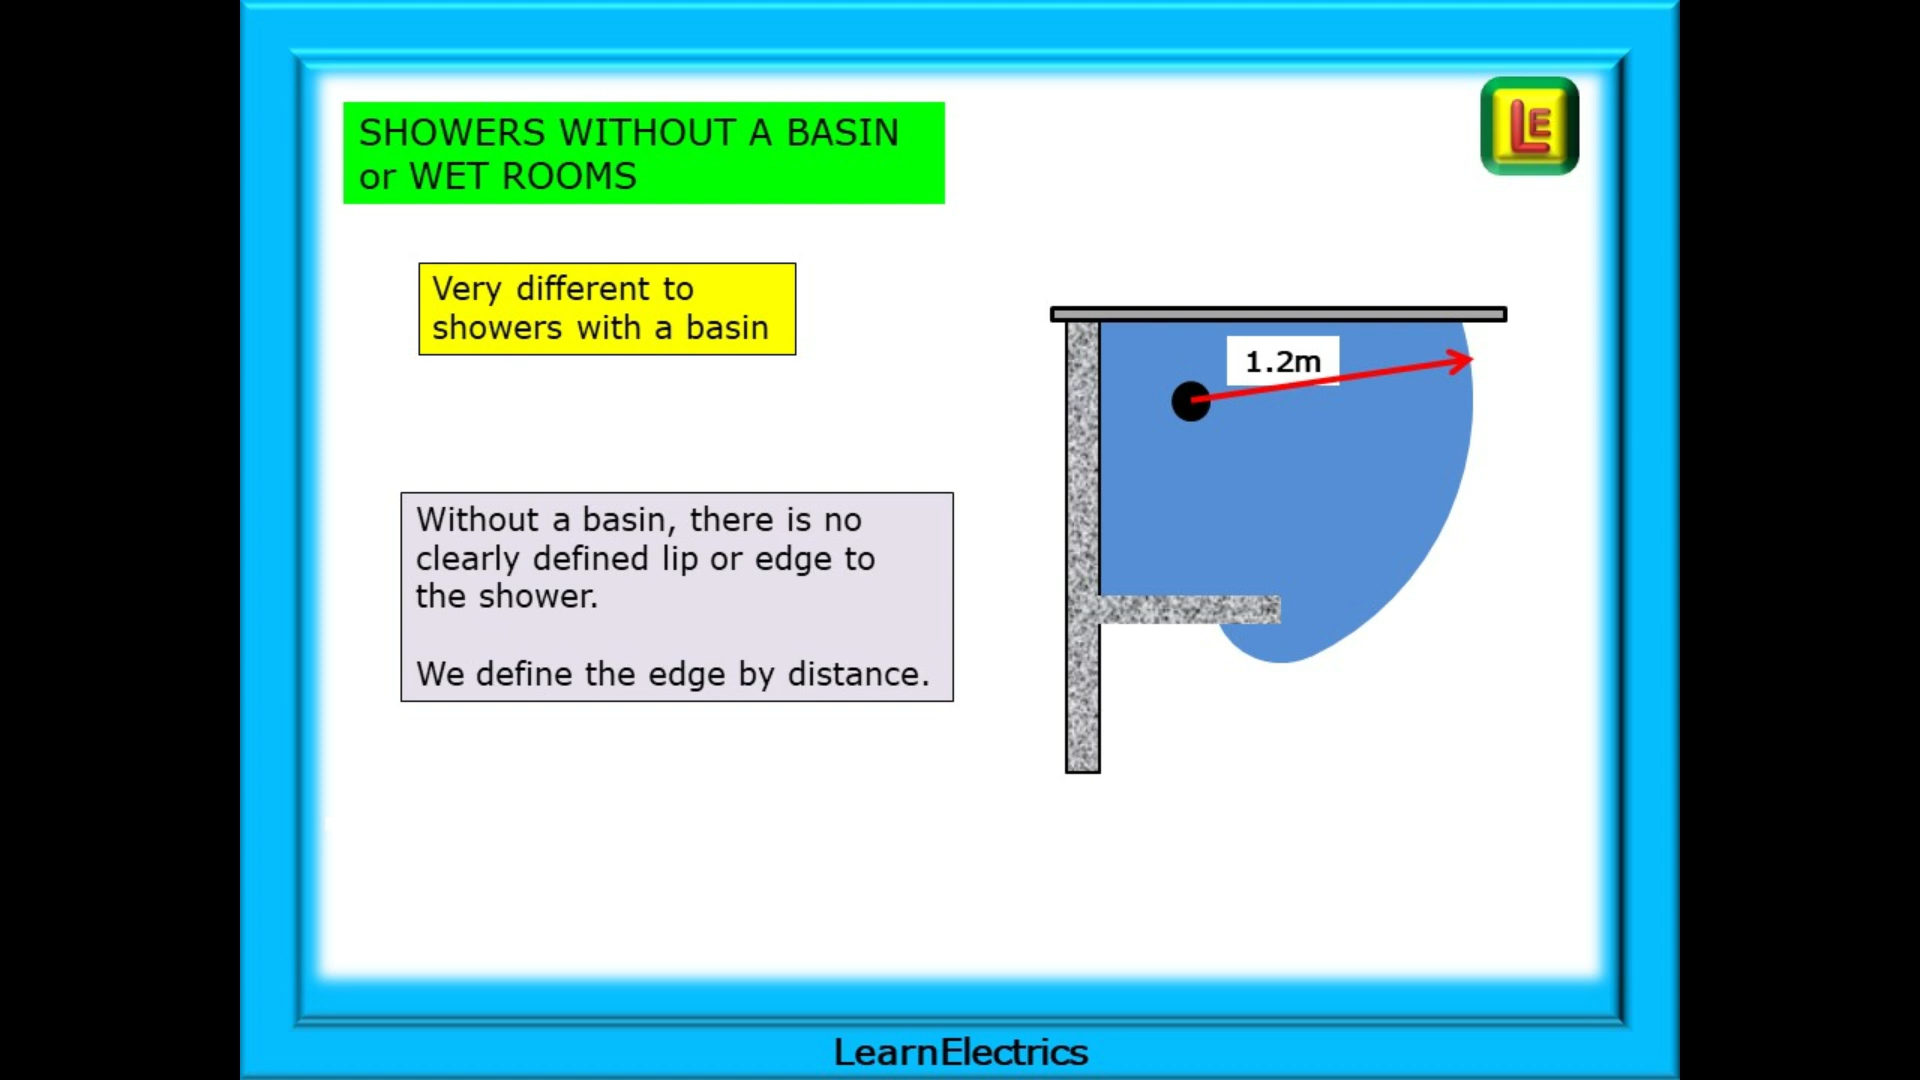 SHOWERS WITHOUT A BASIN
or WET ROOMS
LE
Very different to
showers with a basin
1.2m
Without a basin, there is no
clearly defined lip or edge to
the shower.
We define the edge by distance.
LearnElectrics